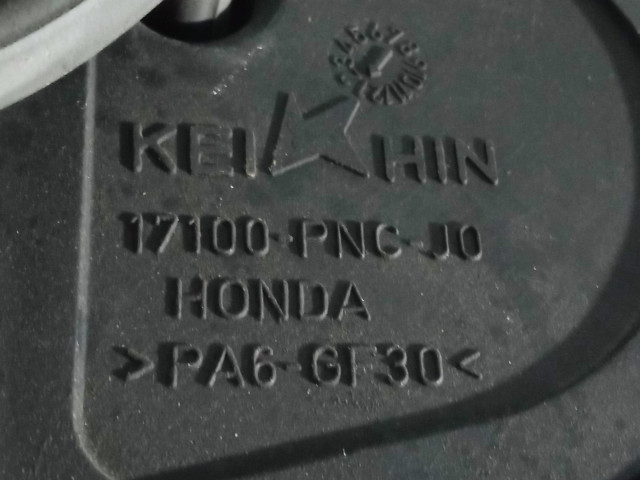 KEIHIN
17100-PNC-J0
HONDA
>PA6-GF30<